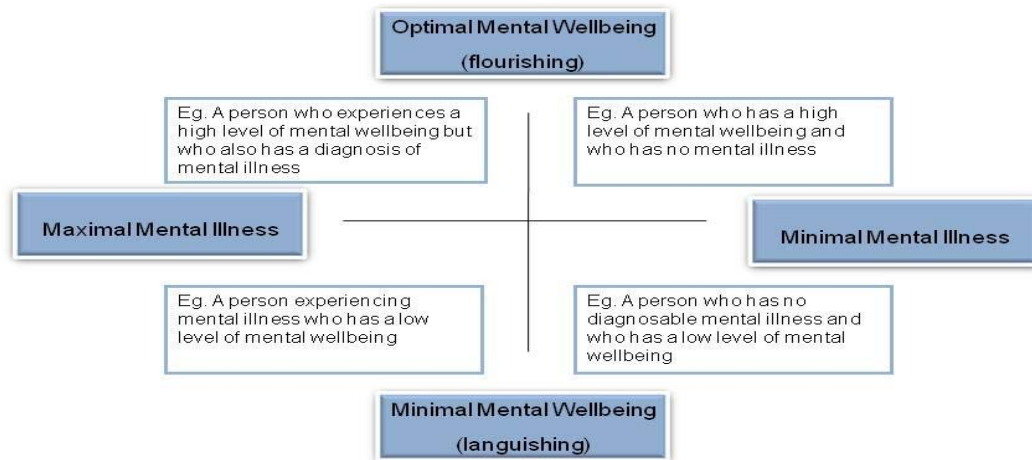 Optimal Mental Wellbeing
(flourishing)
Eg. A person who experiences a
high level of mental wellbeing but
who also has a diagnosis of
mental illness
Eg. A person who has a high
level of mental wellbeing and
who has no mental illness
Maximal Mental Illness
Minimal Mental Illness
Eg. A person experiencing
mental illness who has a low
level of mental wellbeing
Eg. A person who has no
diagnosable mental illness and
who has a low level of mental
wellbeing
Minimal Mental Wellbeing
(languishing)